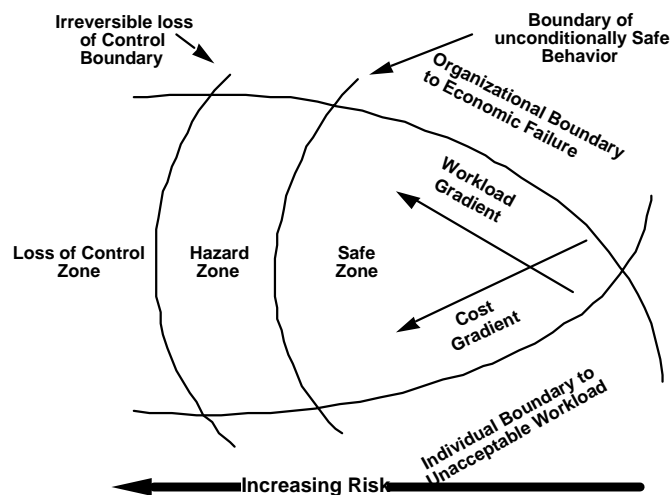 Irreversible loss
of Control
Boundary
Boundary of
unconditionally Safe
Behavior
Organizational Boundary
to Economic Failure
Workload
Gradient
Loss of Control
Zone
Hazard
Zone
Safe
Zone
Cost
Gradient
Individual Boundary to
Unacceptable Workload
Increasing Risk